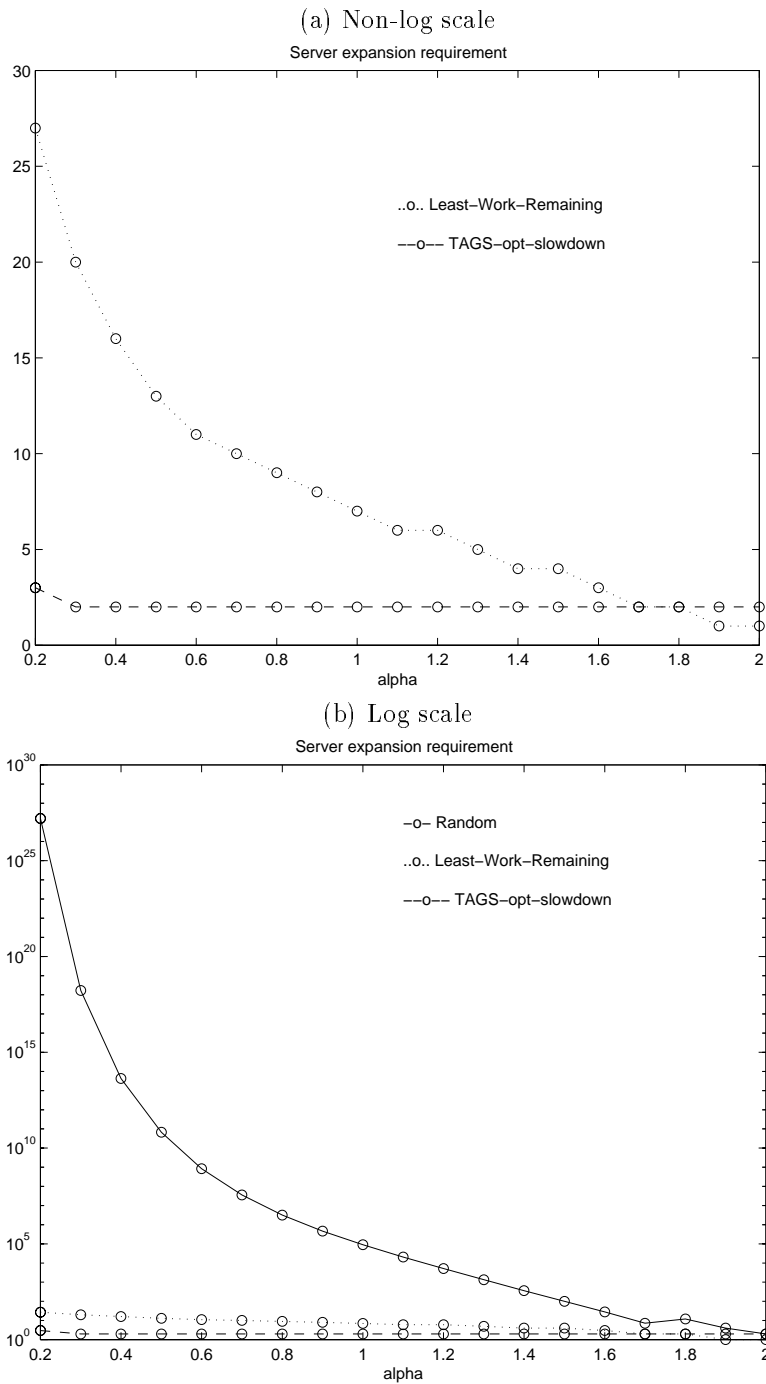 (a) Non-log scale
Server expansion requirement
30
25
20
15
10
5
0
..o.. Least−Work−Remaining
−−o−− TAGS−opt−slowdown
0.2 0.4 0.6 0.8 1 1.2 1.4 1.6 1.8 2
alpha
(b) Log scale
Server expansion requirement
10^30
10^25
10^20
10^15
10^10
10^5
10^0
−o− Random
..o.. Least−Work−Remaining
−−o−− TAGS−opt−slowdown
0.2 0.4 0.6 0.8 1 1.2 1.4 1.6 1.8 2
alpha